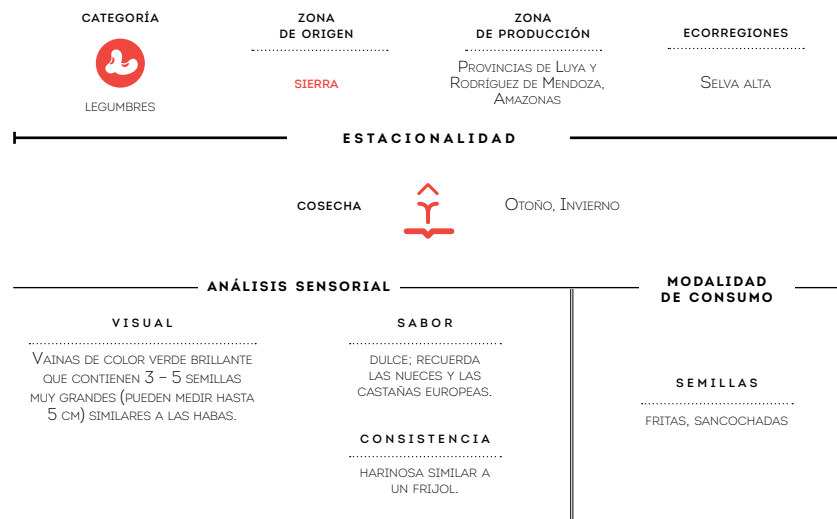 CATEGORÍA
LEGUMBRES
ZONA
DE ORIGEN
SIERRA
ZONA
DE PRODUCCIÓN
Provincias de Luya y
Rodríguez de Mendoza,
Amazonas
ECORREGIONES
Selva alta
ESTACIONALIDAD
COSECHA
Otoño, Invierno
ANÁLISIS SENSORIAL
VISUAL
Vainas de color verde brillante
que contienen 3 – 5 semillas
muy grandes (pueden medir hasta
5 cm) similares a las habas.
SABOR
dulce; recuerda
las nueces y las
castañas europeas.
CONSISTENCIA
harinosa similar a
un frijol.
MODALIDAD
DE CONSUMO
SEMILLAS
fritas, sancochadas